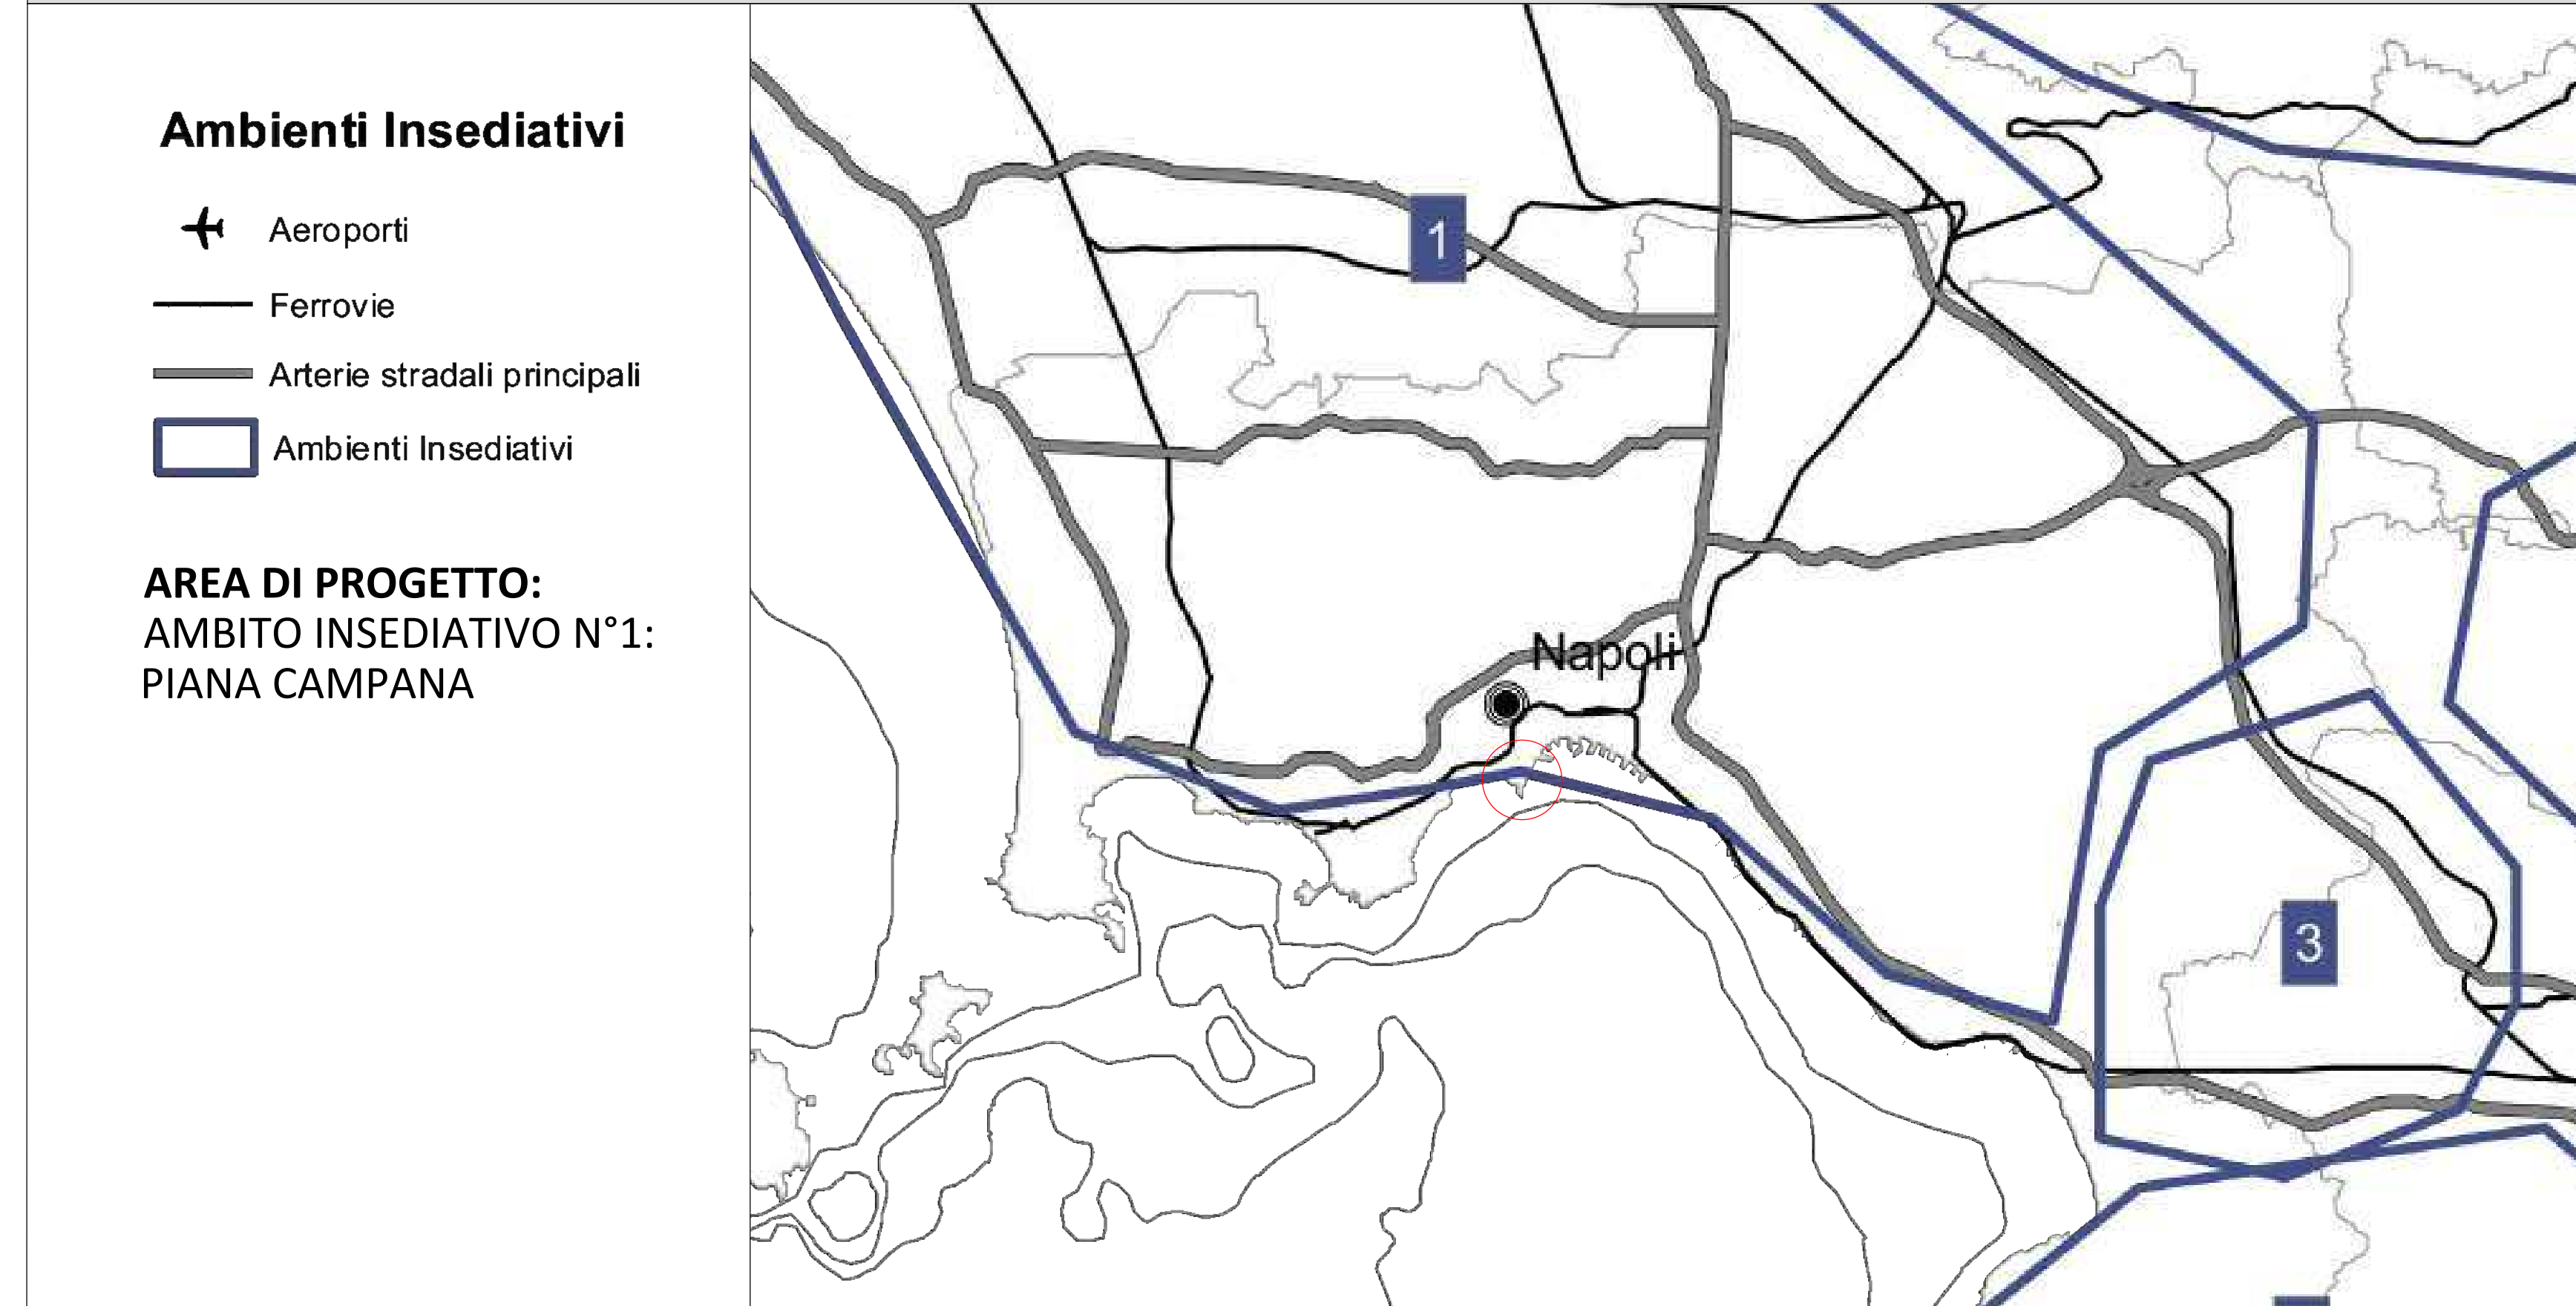 Ambienti Insediativi
Aeroporti
Ferrovie
Arterie stradali principali
Ambienti Insediativi
AREA DI PROGETTO:
AMBITO INSEDIATIVO N°1:
PIANA CAMPANA
1
Napoli
3